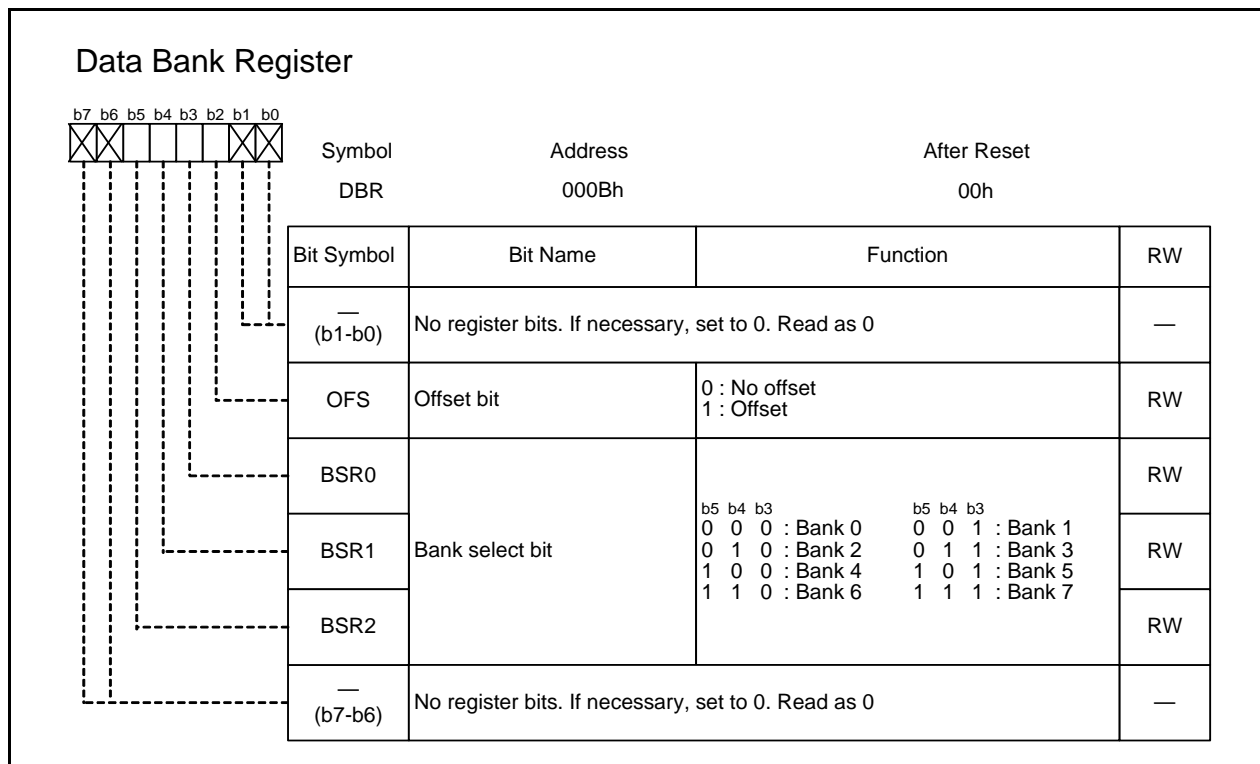 Data Bank Register
b7 b6 b5 b4 b3 b2 b1 b0
Symbol Address After Reset
DBR 000Bh 00h
Bit Symbol Bit Name Function RW
—
(b1-b0)
No register bits. If necessary, set to 0. Read as 0 —
OFS Offset bit
0 : No offset
1 : Offset
RW
BSR0 RW
BSR1 Bank select bit
b5 b4 b3 b5 b4 b3
0 0 0 : Bank 0 0 0 1 : Bank 1
0 1 0 : Bank 2 0 1 1 : Bank 3
1 0 0 : Bank 4 1 0 1 : Bank 5
1 1 0 : Bank 6 1 1 1 : Bank 7
RW
BSR2 RW
—
(b7-b6)
No register bits. If necessary, set to 0. Read as 0 —